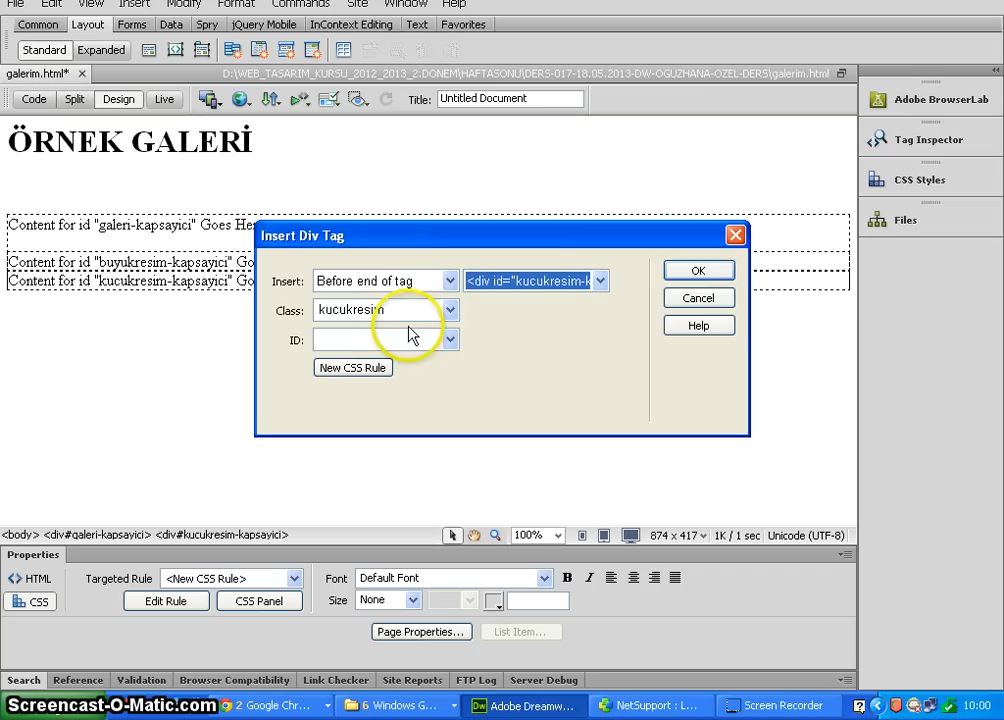 File Edit View Insert Modify Format Commands Site Window Help
Common Layout Forms Data Spry jQuery Mobile InContext Editing Text Favorites
Standard Expanded
galerim.html* D:\WEB_TASARIM_KURSU_2012_2013_2.DONEM\HAFTASONU\DERS-017-18.05.2013-DW-OGUZHANA-OZEL-DERS\galerim.html
Code Split Design Live Title: Untitled Document
Adobe BrowserLab
Tag Inspector
CSS Styles
Files
ÖRNEK GALERİ
Content for id "galeri-kapsayici" Goes He
Content for id "buyukresim-kapsayici" Go
Content for id "kucukresim-kapsayici" Go
Insert Div Tag
Insert: Before end of tag <div id="kucukresim-k OK
Class: kucukresim Cancel
ID: Help
New CSS Rule
<body> <div#galeri-kapsayici> <div#kucukresim-kapsayici> 100% 874 x 417 1K / 1 sec Unicode (UTF-8)
Properties
<> HTML Targeted Rule <New CSS Rule> Font Default Font B I
CSS Edit Rule CSS Panel Size None
Page Properties... List Item...
Search Reference Validation Browser Compatibility Link Checker Site Reports FTP Log Server Debug
Screencast-O-Matic.com 2 Google Chr... 6 Windows G... Dw Adobe Dreamw... NetSupport : L... Screen Recorder ? 10:00